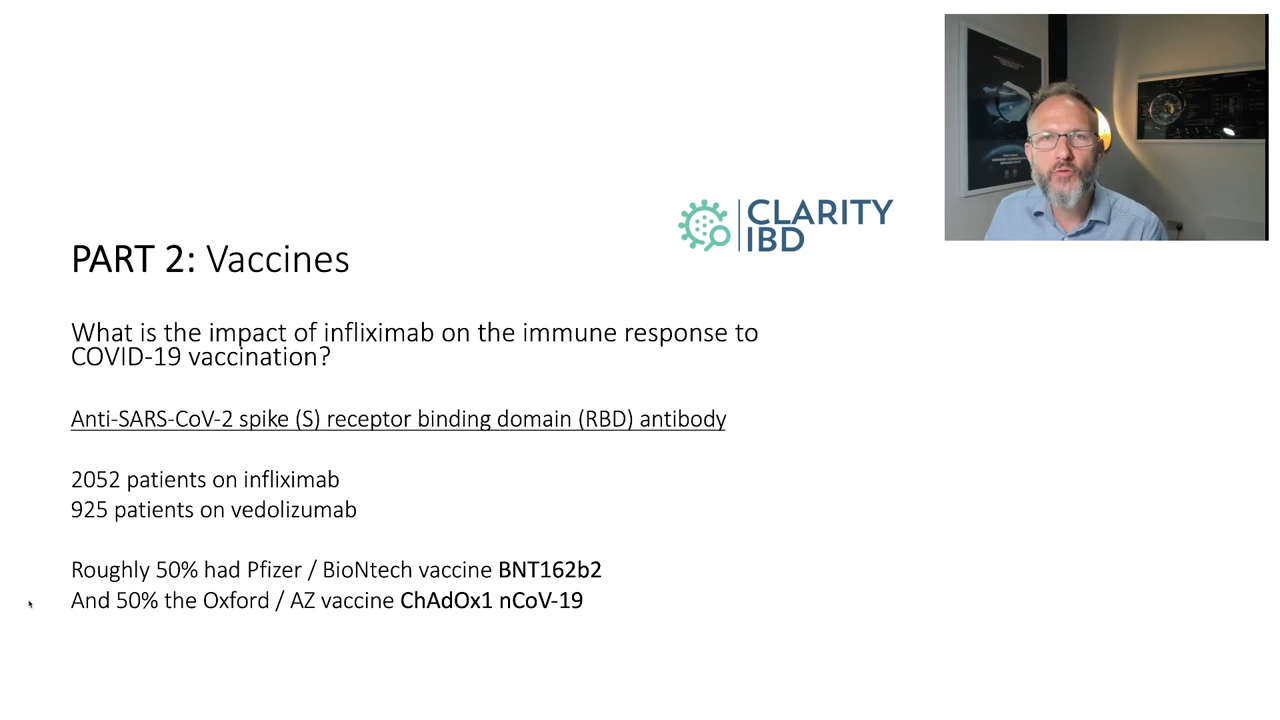 CLARITY
IBD
PART 2: Vaccines
What is the impact of infliximab on the immune response to
COVID-19 vaccination?
Anti-SARS-CoV-2 spike (S) receptor binding domain (RBD) antibody
2052 patients on infliximab
925 patients on vedolizumab
Roughly 50% had Pfizer / BioNtech vaccine BNT162b2
And 50% the Oxford / AZ vaccine ChAdOx1 nCoV-19